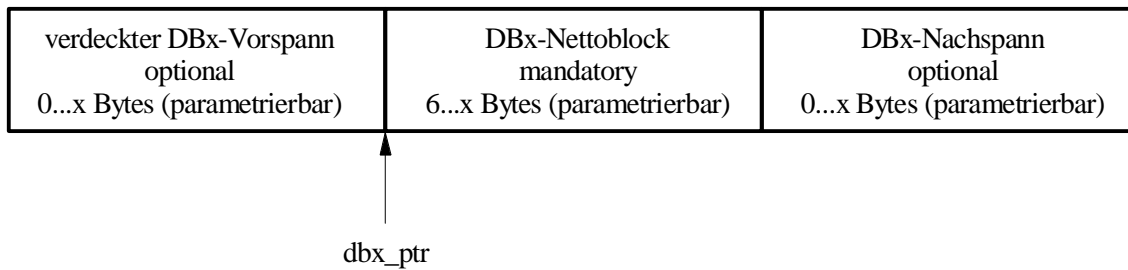 verdeckter DBx-Vorspann
optional
0...x Bytes (parametrierbar)
DBx-Nettoblock
mandatory
6...x Bytes (parametrierbar)
DBx-Nachspann
optional
0...x Bytes (parametrierbar)
dbx_ptr